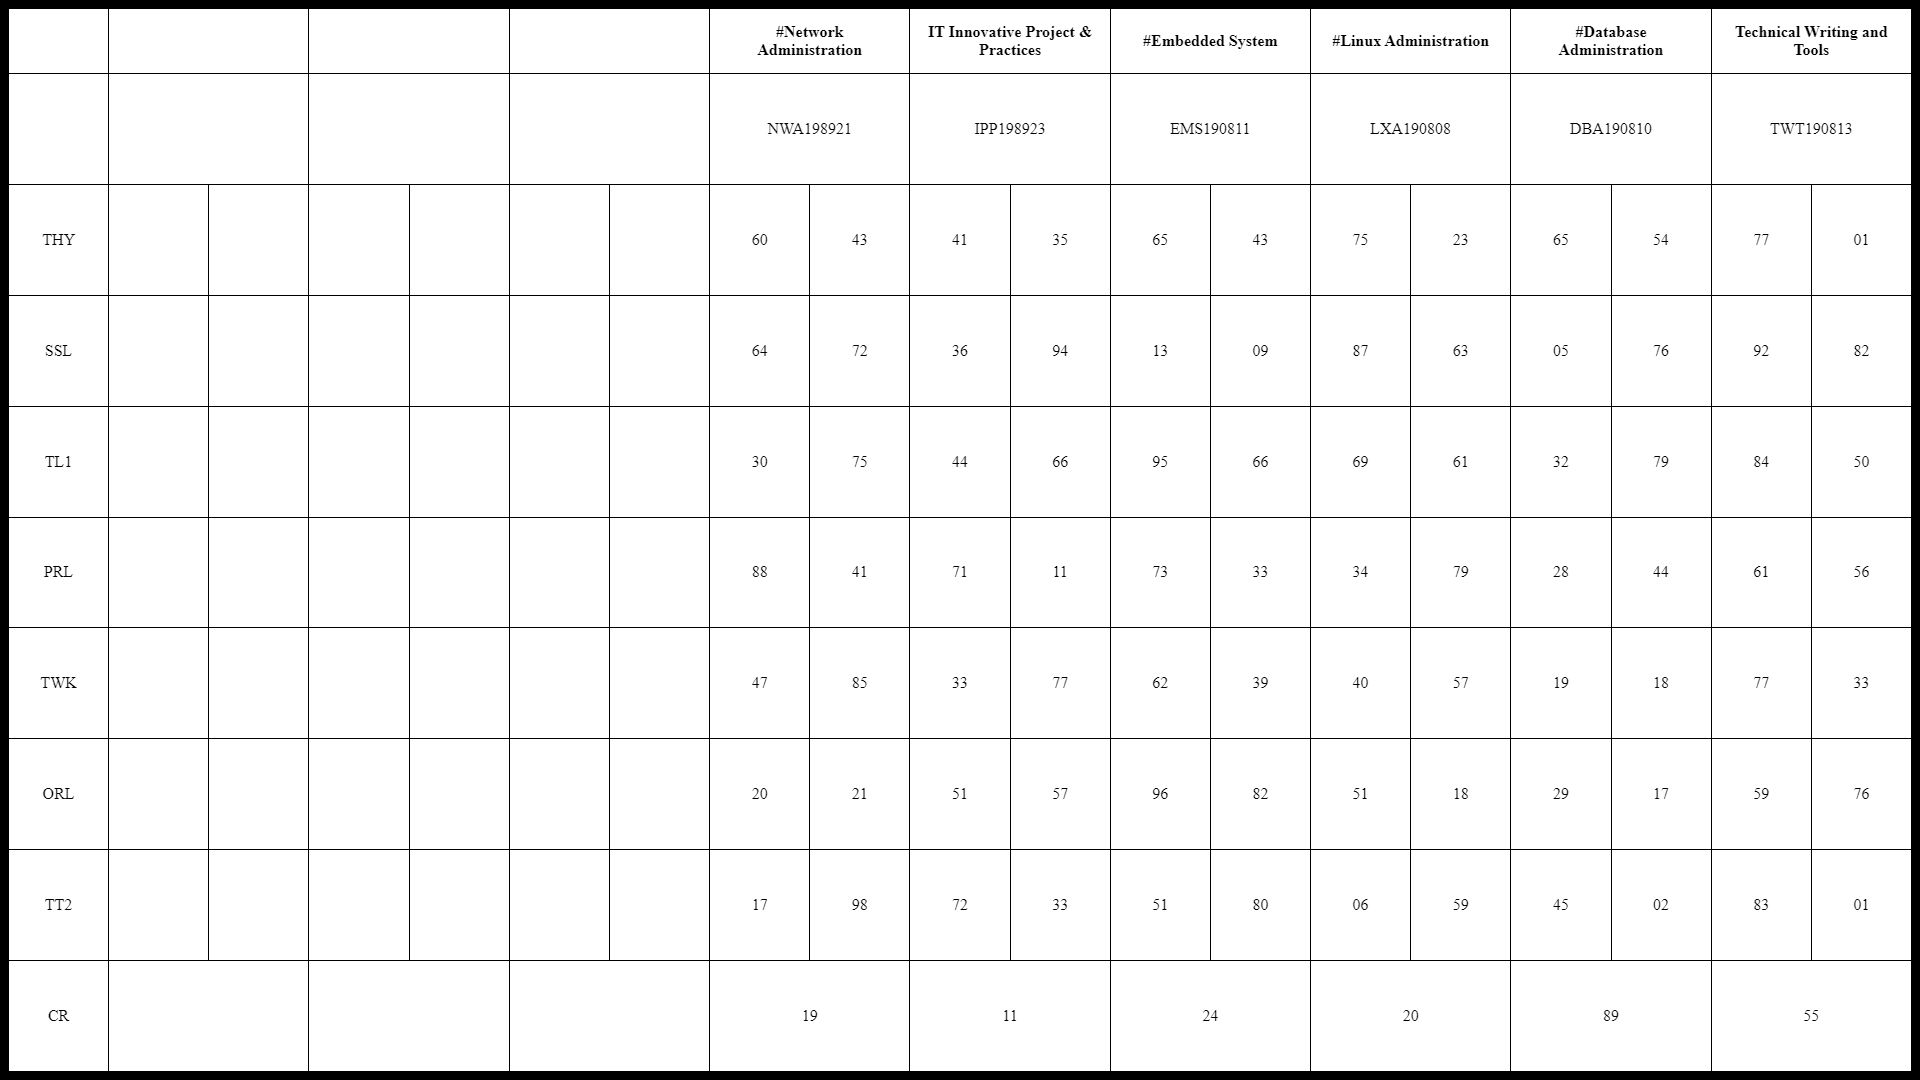 #Network Administration IT Innovative Project & Practices #Embedded System #Linux Administration #Database Administration Technical Writing and Tools
NWA198921 IPP198923 EMS190811 LXA190808 DBA190810 TWT190813
THY 60 43 41 35 65 43 75 23 65 54 77 01
SSL 64 72 36 94 13 09 87 63 05 76 92 82
TL1 30 75 44 66 95 66 69 61 32 79 84 50
PRL 88 41 71 11 73 33 34 79 28 44 61 56
TWK 47 85 33 77 62 39 40 57 19 18 77 33
ORL 20 21 51 57 96 82 51 18 29 17 59 76
TT2 17 98 72 33 51 80 06 59 45 02 83 01
CR 19 11 24 20 89 55